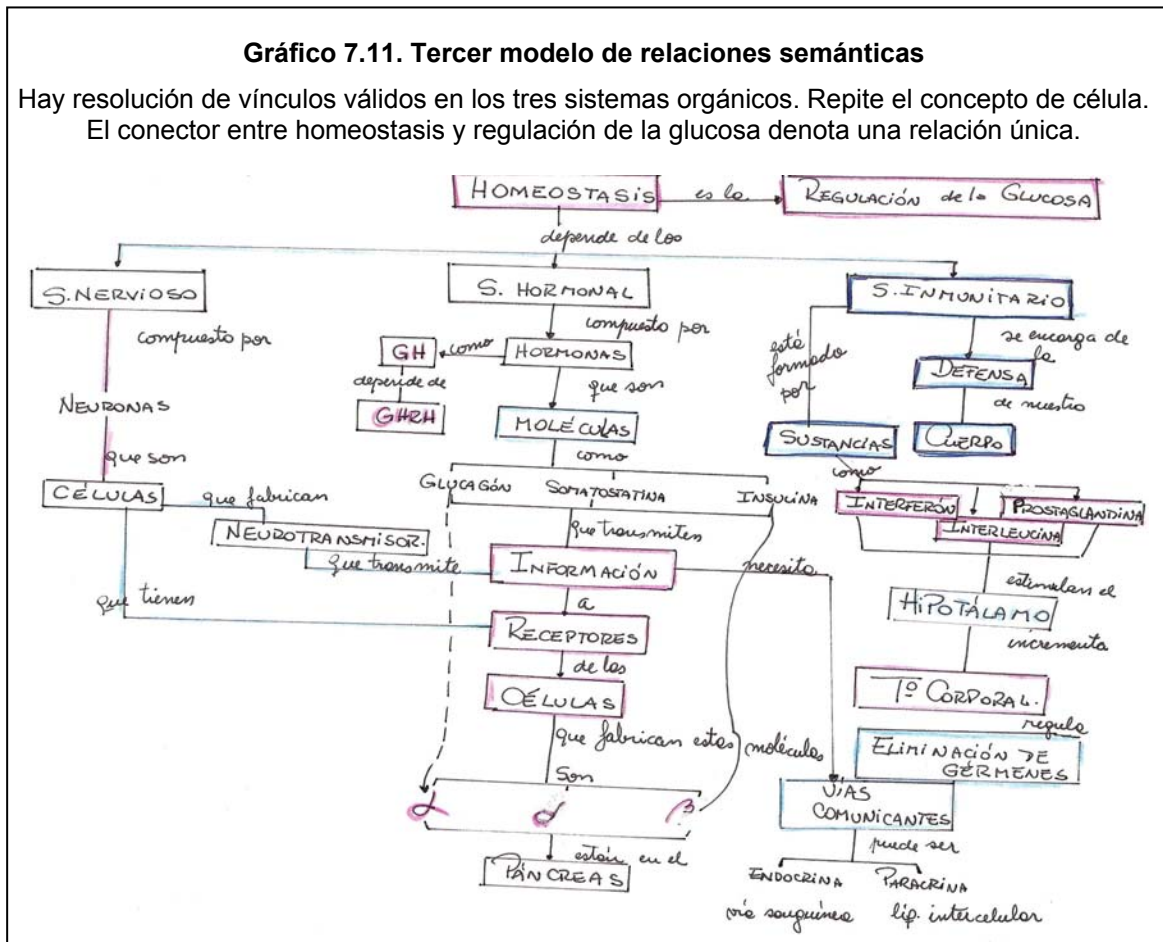 Gráfico 7.11. Tercer modelo de relaciones semánticas
Hay resolución de vínculos válidos en los tres sistemas orgánicos. Repite el concepto de célula.
El conector entre homeostasis y regulación de la glucosa denota una relación única.
HOMEOSTASIS es la REGULACIÓN de la GLUCOSA
depende de los
S. NERVIOSO S. HORMONAL S. INMUNITARIO
compuesto por compuesto por está formado por se encarga de la
GH como HORMONAS
depende de que son DEFENSA
NEURONAS GHRH MOLÉCULAS de nuestro
SUSTANCIAS CUERPO
que son como como
CÉLULAS que fabrican GLUCAGÓN SOMATOSTATINA INSULINA INTERFERÓN PROSTAGLANDINA
INTERLEUCINA
NEUROTRANSMISOR. que transmiten
que transmite INFORMACIÓN necesita estimulan el
que tienen a HIPOTÁLAMO
RECEPTORES incrementa
de las
CÉLULAS Tº CORPORAL.
que fabrican estas moléculas regula
ELIMINACIÓN DE
GÉRMENES
Son
α β VÍAS
COMUNICANTES
están en el puede ser
PÁNCREAS
ENDOCRINA PARACRINA
vía sanguínea líq. intercelular